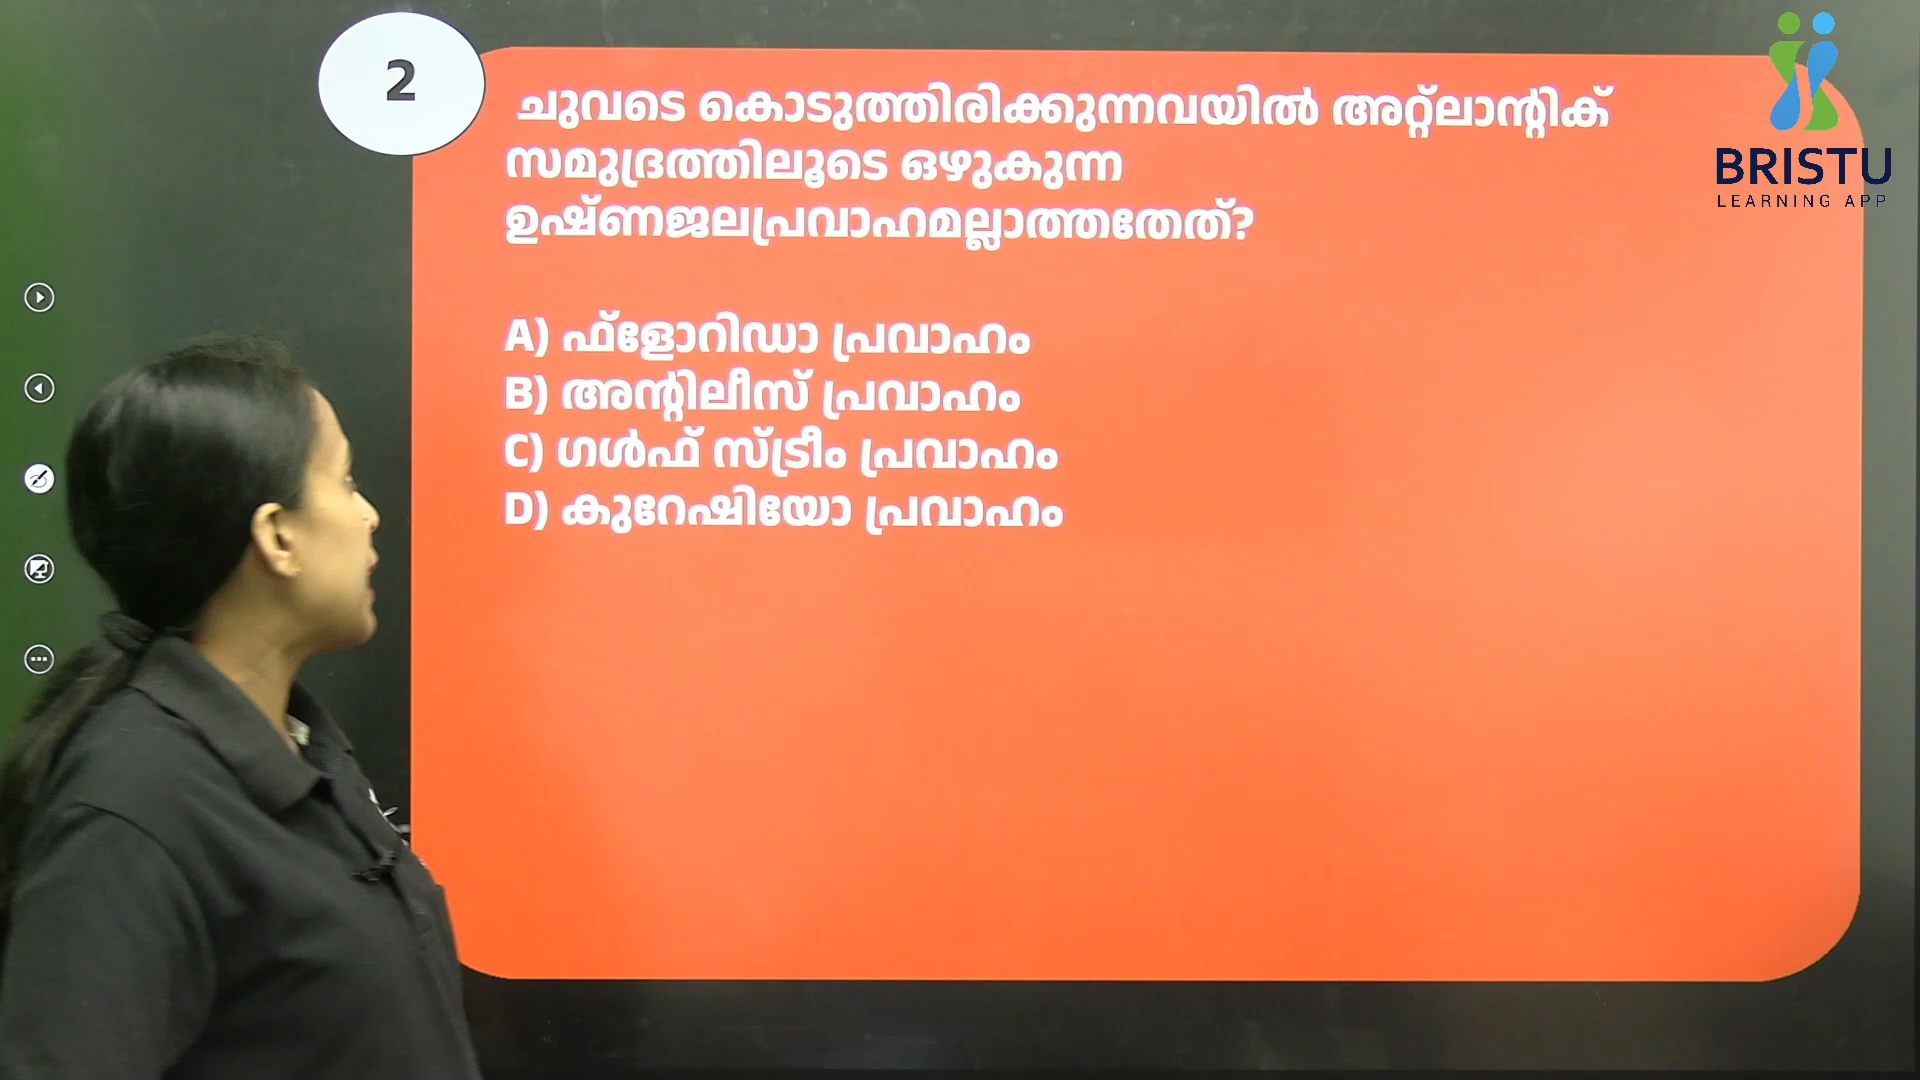 2
ചുവടെ കൊടുത്തിരിക്കുന്നവയിൽ അറ്റ്ലാന്റിക്
സമുദ്രത്തിലൂടെ ഒഴുകുന്ന
ഉഷ്ണജലപ്രവാഹമല്ലാത്തതേത്?
A) ഫ്ളോറിഡാ പ്രവാഹം
B) അന്റിലീസ് പ്രവാഹം
C) ഗൾഫ് സ്ട്രീം പ്രവാഹം
D) കുറേഷിയോ പ്രവാഹം
BRISTU
LEARNING APP